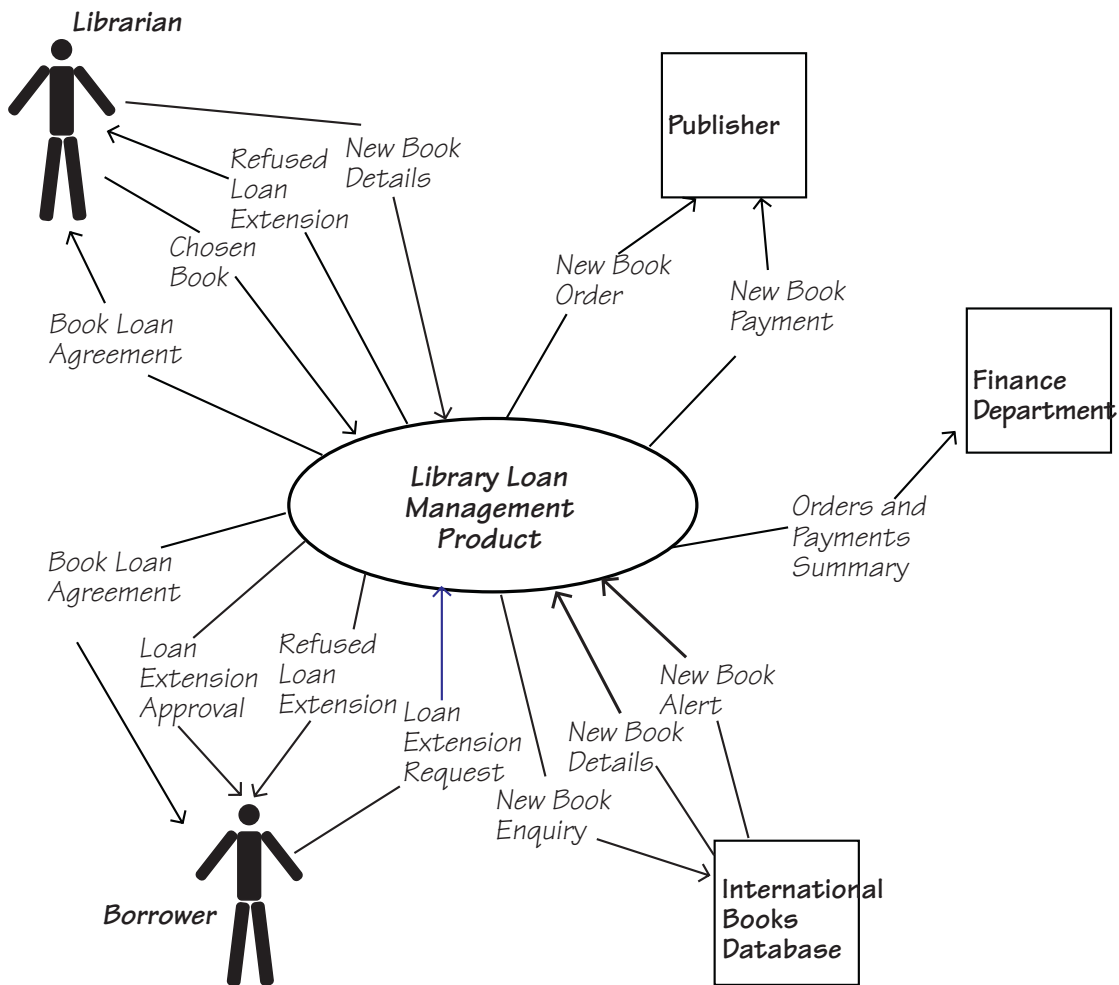 Librarian
Publisher
Refused
Loan
Extension
New Book
Details
Chosen
Book
New Book
Order
New Book
Payment
Book Loan
Agreement
Finance
Department
Library Loan
Management
Product
Orders and
Payments
Summary
Book Loan
Agreement
Loan
Extension
Approval
Refused
Loan
Extension
Loan
Extension
Request
New Book
Alert
New Book
Details
New Book
Enquiry
Borrower
International
Books
Database